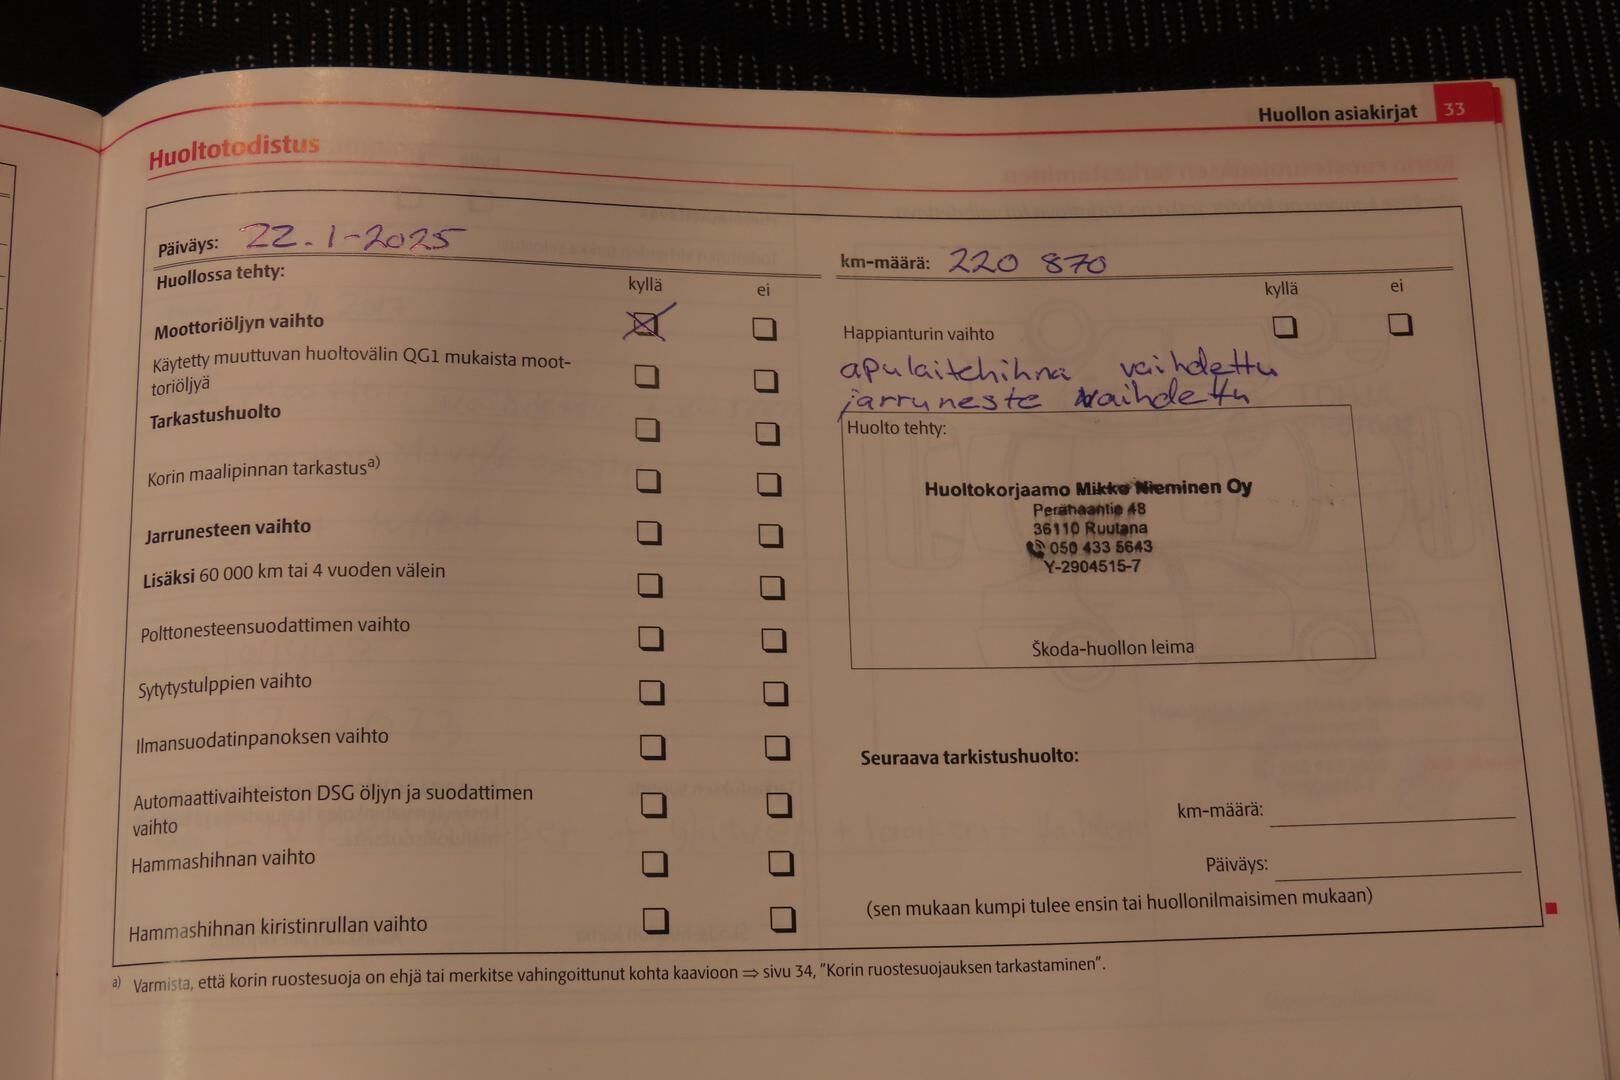 Huollon asiakirjat 33
Huoltotodistus
Päiväys: 22.1-2025
km-määrä: 220 870
Huollossa tehty:
kyllä ei
Moottoriöljyn vaihto
Käytetty muuttuvan huoltovälin QG1 mukaista moot-
toriöljyä
Tarkastushuolto
Korin maalipinnan tarkastus a)
Jarrunesteen vaihto
Lisäksi 60 000 km tai 4 vuoden välein
Polttonesteensuodattimen vaihto
Sytytystulppien vaihto
Ilmansuodatinpanoksen vaihto
Automaattivaihteiston DSG öljyn ja suodattimen
vaihto
Hammashihnan vaihto
Hammashihnan kiristinrullan vaihto
kyllä ei
Happianturin vaihto
apulaitehihna vaihdettu
jarruneste vaihdettu
Huolto tehty:
Huoltokorjaamo Mikko Nieminen Oy
Perähaantie 48
36110 Ruutana
050 433 5643
Y-2904515-7
Škoda-huollon leima
Seuraava tarkistushuolto:
km-määrä:
Päiväys:
(sen mukaan kumpi tulee ensin tai huollonilmaisimen mukaan)
a) Varmista, että korin ruostesuoja on ehjä tai merkitse vahingoittunut kohta kaavioon ⇒ sivu 34, "Korin ruostesuojauksen tarkastaminen".